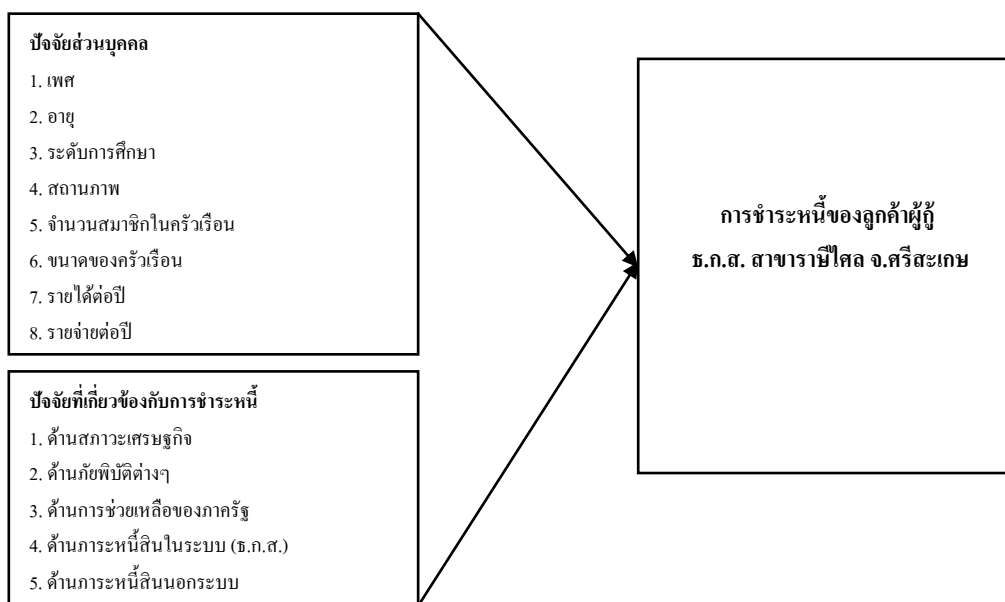 ปัจจัยส่วนบุคคล
1. เพศ
2. อายุ
3. ระดับการศึกษา
4. สถานภาพ
5. จำนวนสมาชิกในครัวเรือน
6. ขนาดของครัวเรือน
7. รายได้ต่อปี
8. รายจ่ายต่อปี
ปัจจัยที่เกี่ยวข้องกับการชำระหนี้
1. ด้านสภาวะเศรษฐกิจ
2. ด้านภัยพิบัติต่างๆ
3. ด้านการช่วยเหลือของภาครัฐ
4. ด้านภาระหนี้สินในระบบ (ธ.ก.ส.)
5. ด้านภาระหนี้สินนอกระบบ
การชำระหนี้ของลูกค้าผู้กู้
ธ.ก.ส. สาขาราษีไศล จ.ศรีสะเกษ